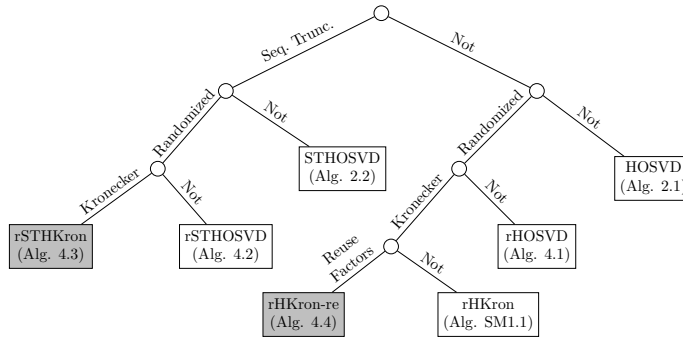 Seq. Trunc.
Not
Randomized
Not
Randomized
Not
STHOSVD
(Alg. 2.2)
HOSVD
(Alg. 2.1)
Kronecker
Not
Kronecker
Not
rSTHKron
(Alg. 4.3)
rSTHOSVD
(Alg. 4.2)
rHOSVD
(Alg. 4.1)
Reuse
Factors
Not
rHKron-re
(Alg. 4.4)
rHKron
(Alg. SM1.1)